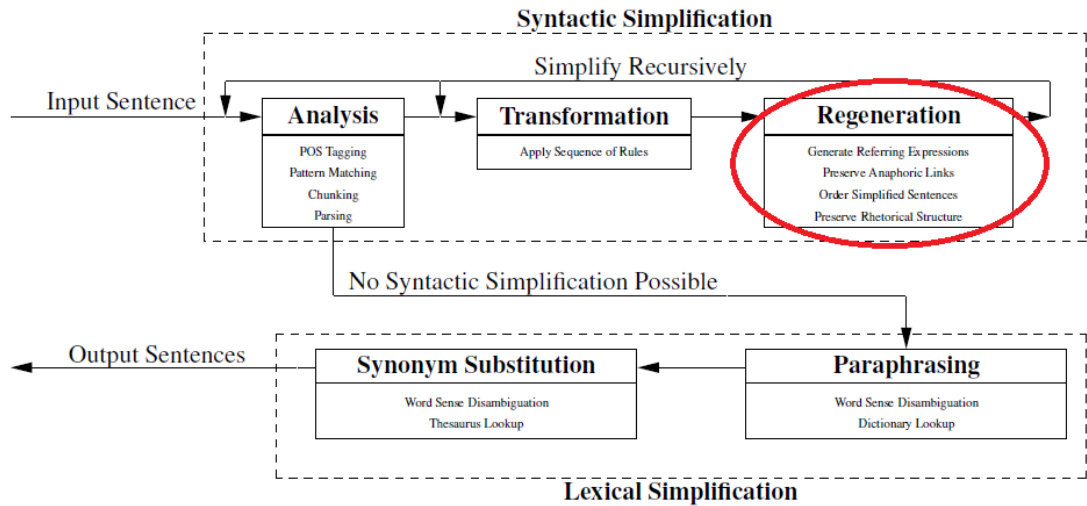 Syntactic Simplification
Simplify Recursively
Input Sentence
Analysis
POS Tagging
Pattern Matching
Chunking
Parsing
Transformation
Apply Sequence of Rules
Regeneration
Generate Referring Expressions
Preserve Anaphoric Links
Order Simplified Sentences
Preserve Rhetorical Structure
No Syntactic Simplification Possible
Output Sentences
Synonym Substitution
Word Sense Disambiguation
Thesaurus Lookup
Paraphrasing
Word Sense Disambiguation
Dictionary Lookup
Lexical Simplification